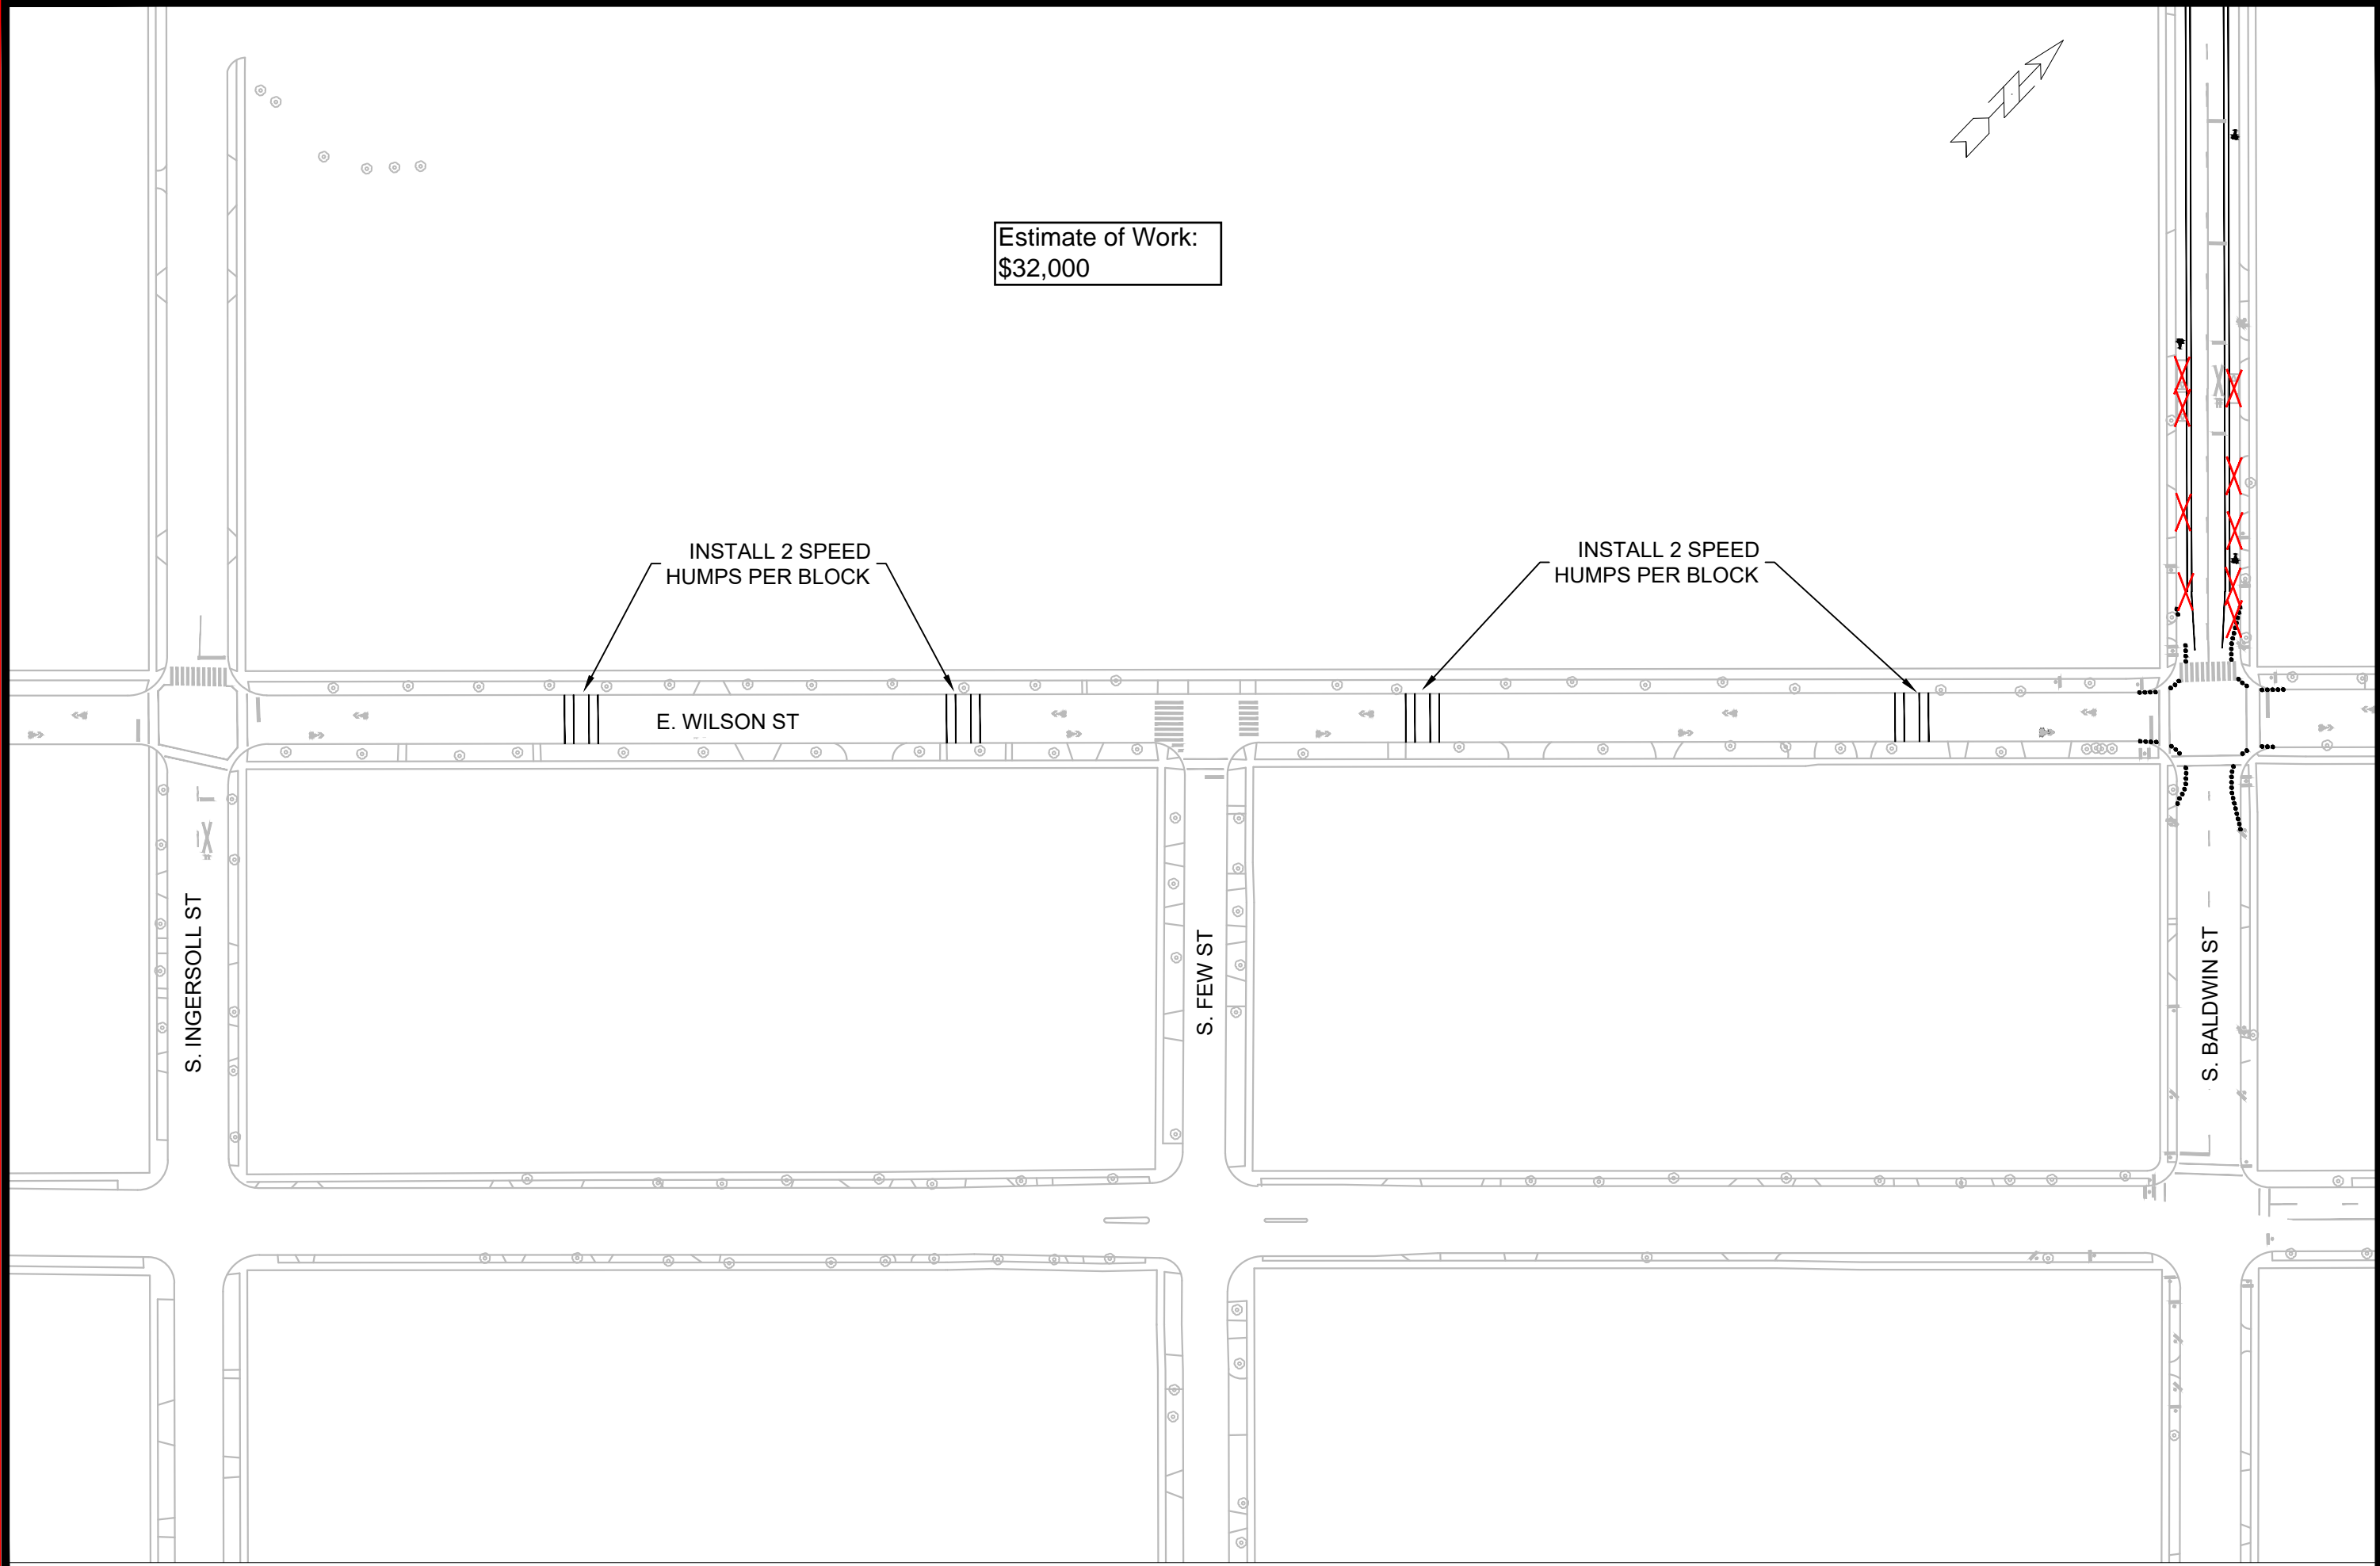 Estimate of Work:
$32,000
INSTALL 2 SPEED
HUMPS PER BLOCK
INSTALL 2 SPEED
HUMPS PER BLOCK
E. WILSON ST
S. INGERSOLL ST
S. FEW ST
S. BALDWIN ST